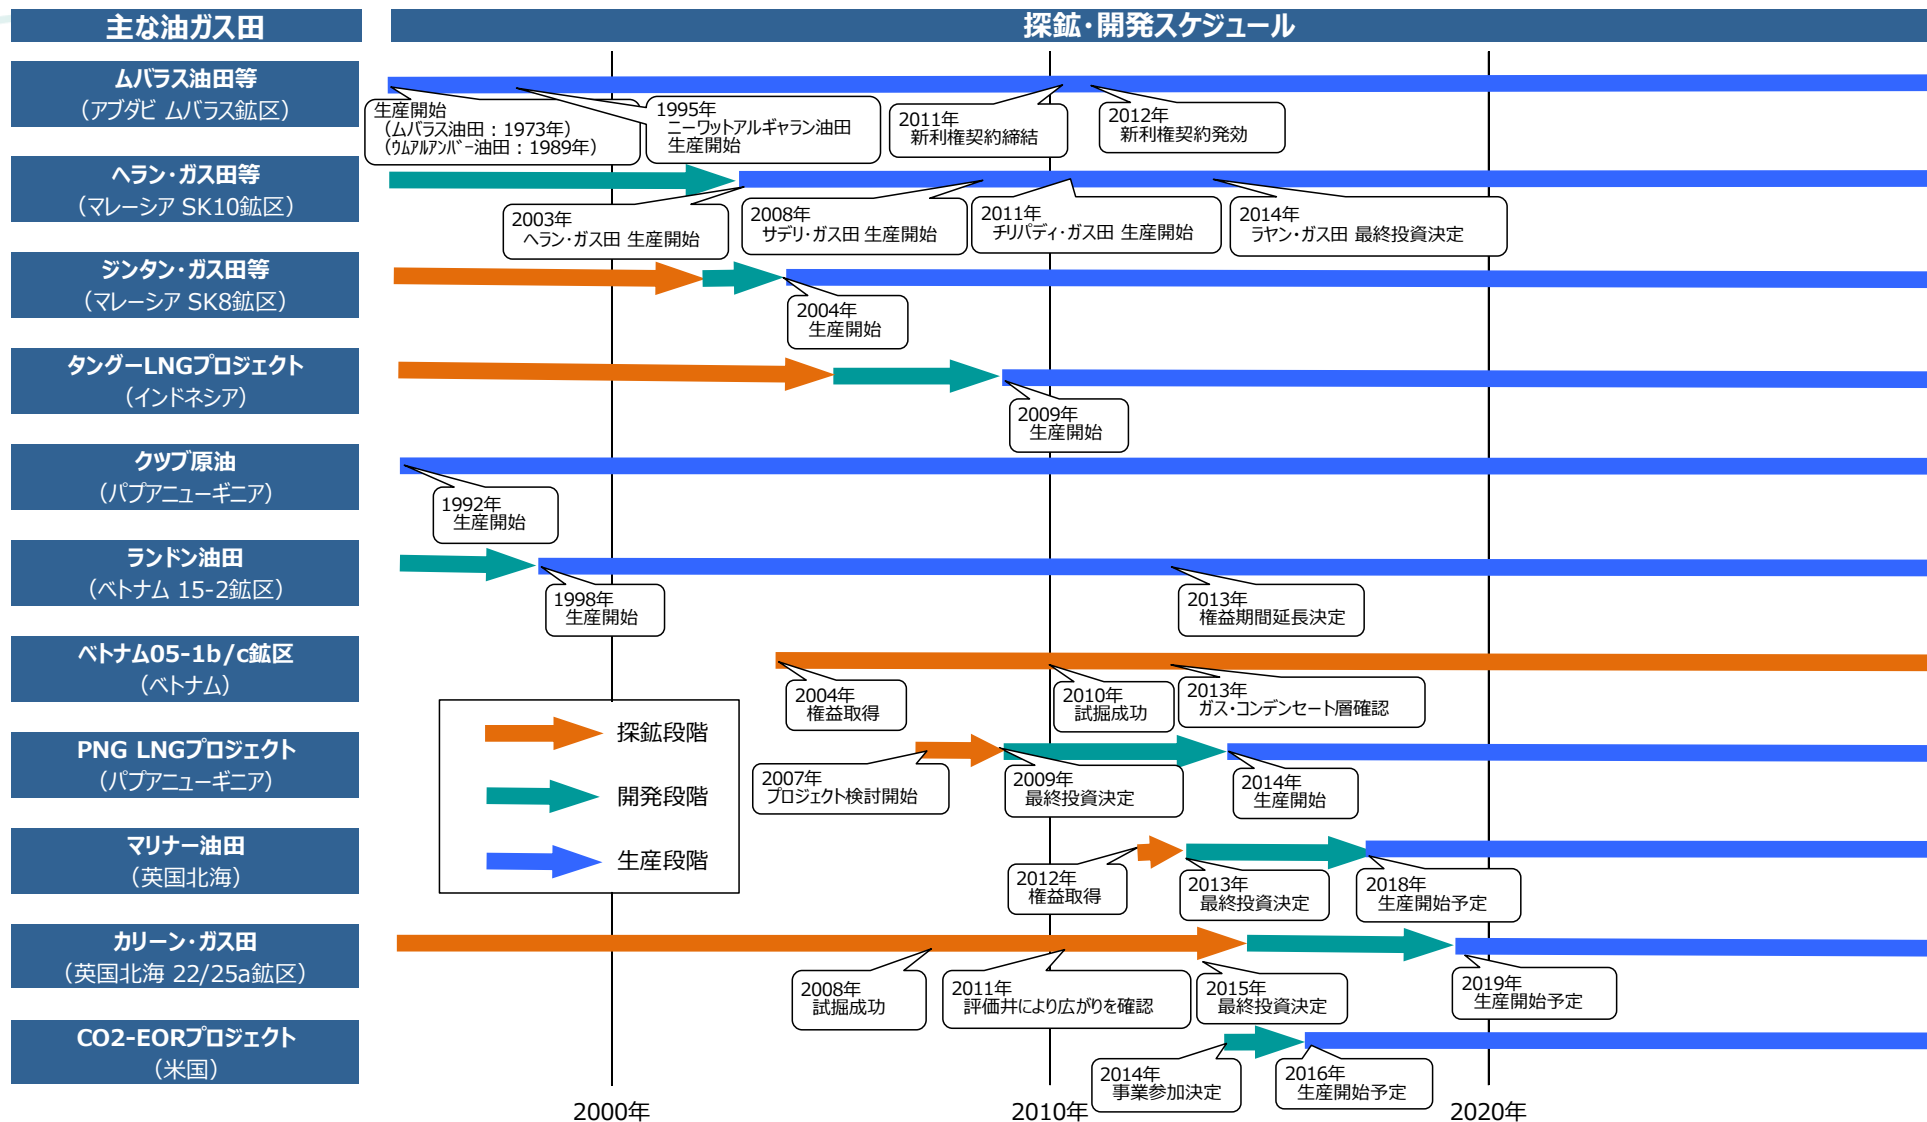 主な油ガス田
探鉱・開発スケジュール
ムバラス油田等
（アブダビ ムバラス鉱区）
生産開始
（ムバラス油田：1973年）
（ウムアルアンバー油田：1989年）
1995年
ニーワットアルギャラン油田
生産開始
2011年
新利権契約締結
2012年
新利権契約発効
ヘラン・ガス田等
（マレーシア SK10鉱区）
2003年
ヘラン・ガス田 生産開始
2008年
サデリ・ガス田 生産開始
2011年
チリパディ・ガス田 生産開始
2014年
ラヤン・ガス田 最終投資決定
ジンタン・ガス田等
（マレーシア SK8鉱区）
2004年
生産開始
タングーLNGプロジェクト
（インドネシア）
2009年
生産開始
クツブ原油
（パプアニューギニア）
1992年
生産開始
ランドン油田
（ベトナム 15-2鉱区）
1998年
生産開始
2013年
権益期間延長決定
ベトナム05-1b/c鉱区
（ベトナム）
2004年
権益取得
2010年
試掘成功
2013年
ガス・コンデンセート層確認
探鉱段階
開発段階
生産段階
PNG LNGプロジェクト
（パプアニューギニア）
2007年
プロジェクト検討開始
2009年
最終投資決定
2014年
生産開始
マリナー油田
（英国北海）
2012年
権益取得
2013年
最終投資決定
2018年
生産開始予定
カリーン・ガス田
（英国北海 22/25a鉱区）
2008年
試掘成功
2011年
評価井により広がりを確認
2015年
最終投資決定
2019年
生産開始予定
CO2-EORプロジェクト
（米国）
2014年
事業参加決定
2016年
生産開始予定
2000年
2010年
2020年